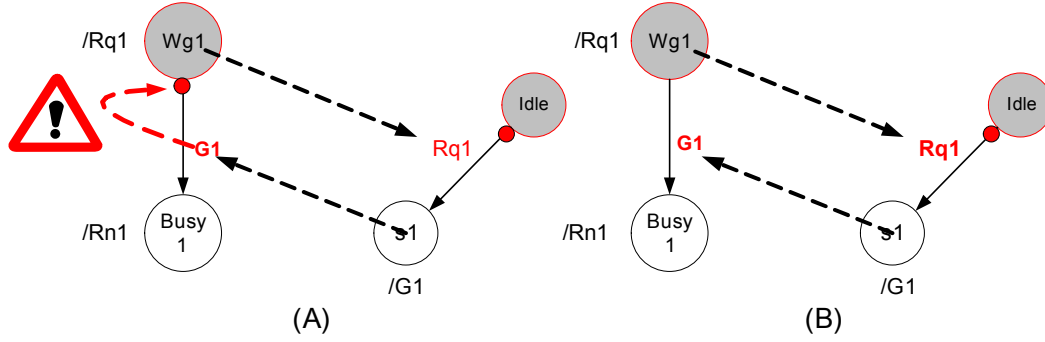 /Rq1
Wg1
Idle
G1
Rq1
/Rn1
Busy
1
s1
/G1
(A)
/Rq1
Wg1
Idle
G1
Rq1
/Rn1
Busy
1
s1
/G1
(B)